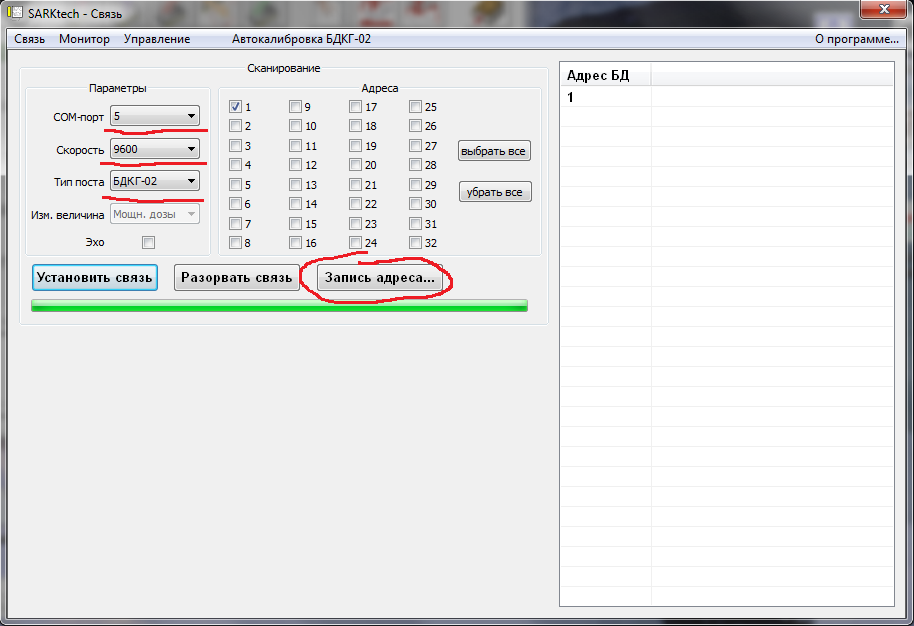 SARKtech - Связь
Связь Монитор Управление Автокалибровка БДКГ-02 О программе...
Сканирование
Параметры
COM-порт 5
Скорость 9600
Тип поста БДКГ-02
Изм. величина Мощн. дозы
Эхо
Адреса
1 9 17 25
2 10 18 26
3 11 19 27
4 12 20 28
5 13 21 29
6 14 22 30
7 15 23 31
8 16 24 32
выбрать все
убрать все
Установить связь Разорвать связь Запись адреса...
Адрес БД
1